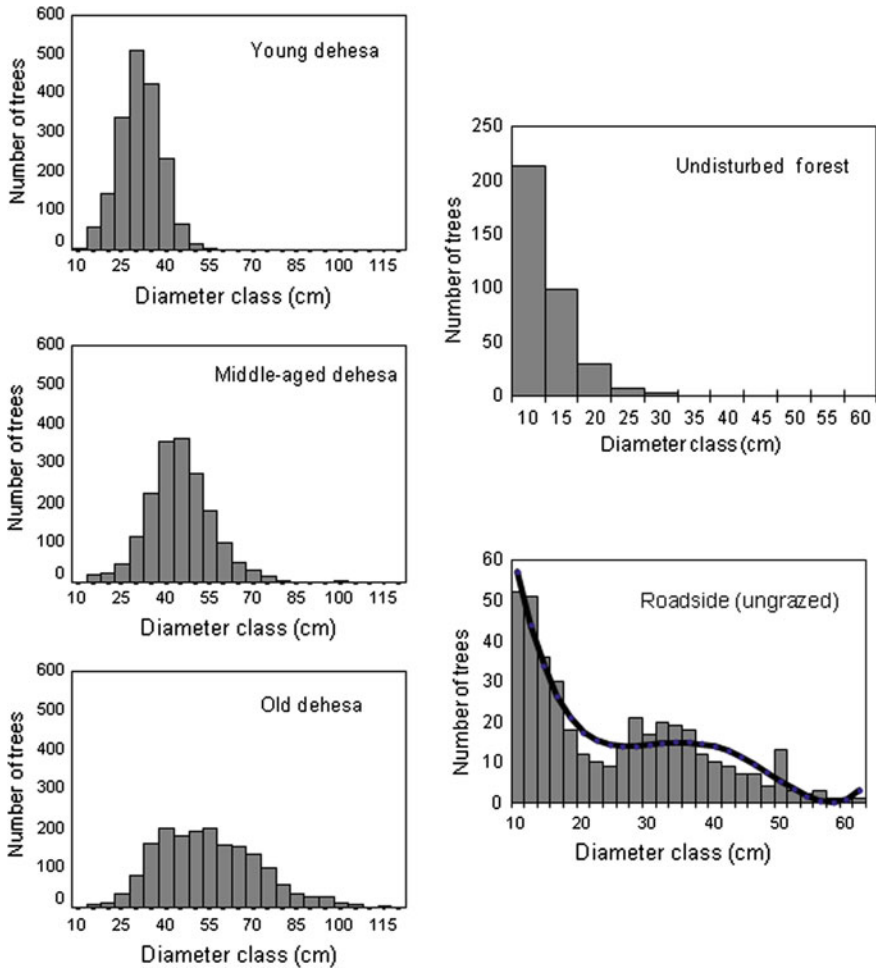 600
500
400
300
200
100
0
Number of trees
Young dehesa
10 25 40 55 70 85 100 115
Diameter class (cm)
600
500
400
300
200
100
0
Number of trees
Middle-aged dehesa
10 25 40 55 70 85 100 115
Diameter class (cm)
600
500
400
300
200
100
0
Number of trees
Old dehesa
10 25 40 55 70 85 100 115
Diameter class (cm)
250
200
150
100
50
0
Number of trees
Undisturbed forest
10 15 20 25 30 35 40 45 50 55 60
Diameter class (cm)
60
50
40
30
20
10
0
Number of trees
Roadside (ungrazed)
10 20 30 40 50 60
Diameter class (cm)